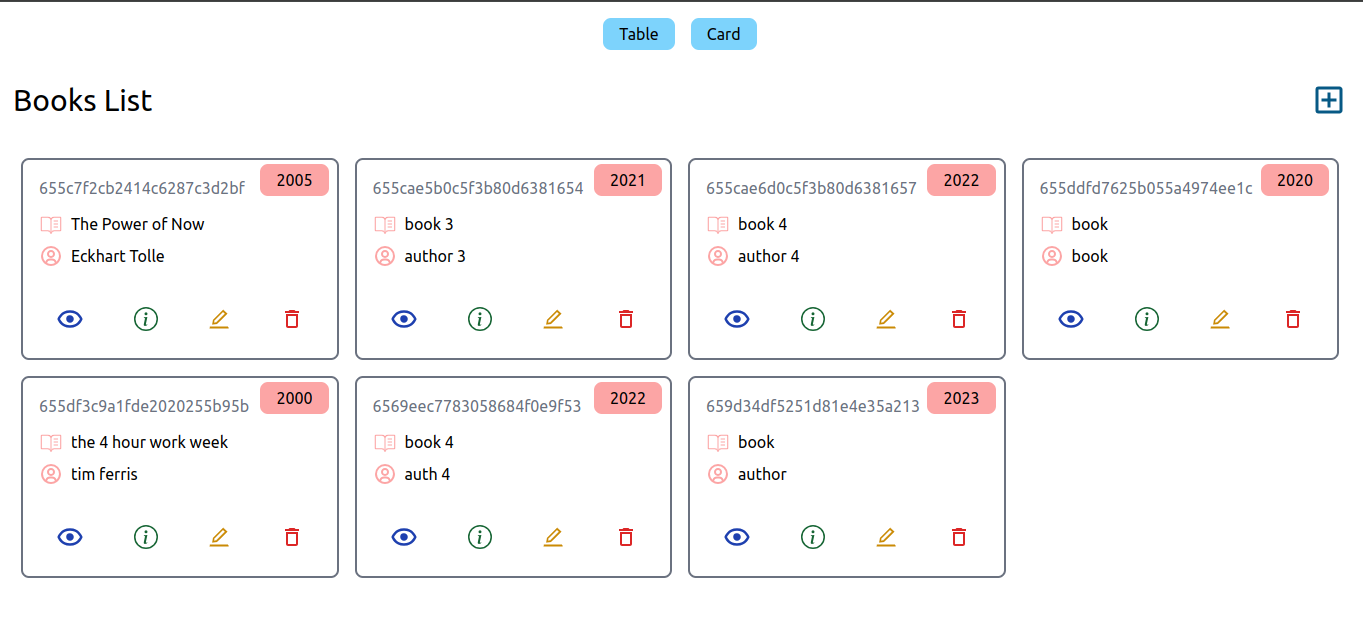 Table
Card
Books List
655c7f2cb2414c6287c3d2bf
2005
The Power of Now
Eckhart Tolle
655cae5b0c5f3b80d6381654
2021
book 3
author 3
655cae6d0c5f3b80d6381657
2022
book 4
author 4
655ddfd7625b055a4974ee1c
2020
book
book
655df3c9a1fde2020255b95b
2000
the 4 hour work week
tim ferris
6569eec7783058684f0e9f53
2022
book 4
auth 4
659d34df5251d81e4e35a213
2023
book
author